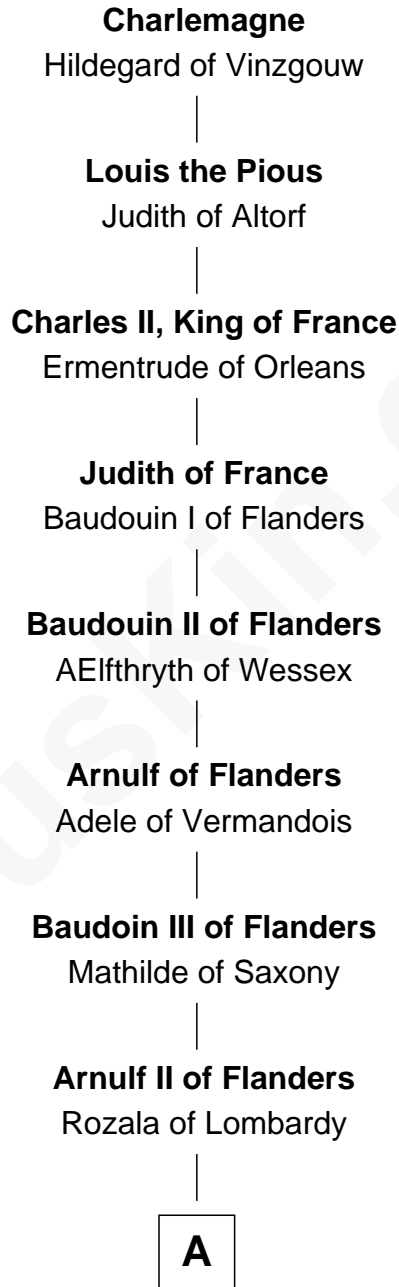 Charlemagne
Hildegard of Vinzgouw
Louis the Pious
Judith of Altorf
Charles II, King of France
Ermentrude of Orleans
Judith of France
Baudouin I of Flanders
Baudouin II of Flanders
AElfthryth of Wessex
Arnulf of Flanders
Adele of Vermandois
Baudoin III of Flanders
Mathilde of Saxony
Arnulf II of Flanders
Rozala of Lombardy
A